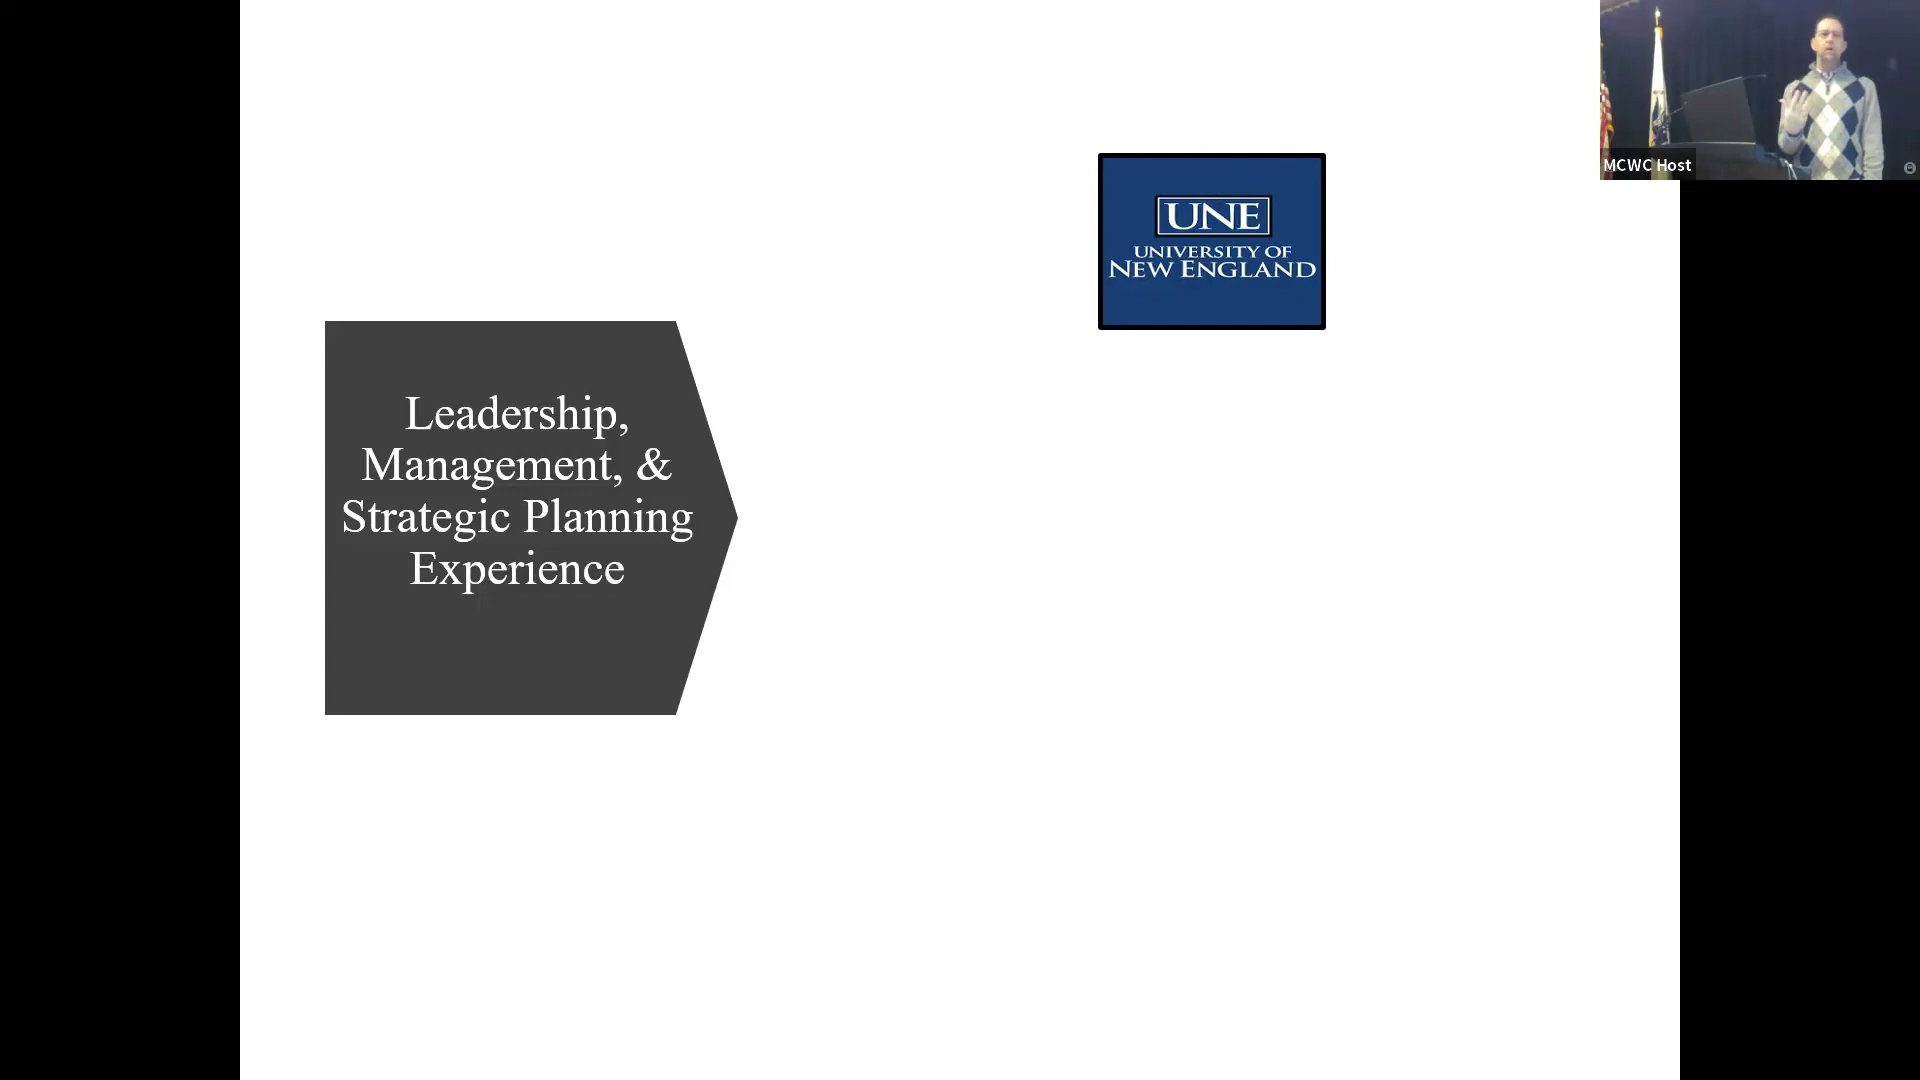 MCWC Host
UNE
UNIVERSITY OF
NEW ENGLAND
Leadership,
Management, &
Strategic Planning
Experience